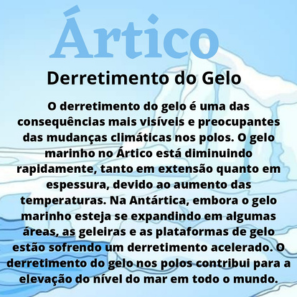 Ártico
Derretimento do Gelo
O derretimento do gelo é uma das
consequências mais visíveis e preocupantes
das mudanças climáticas nos polos. O gelo
marinho no Ártico está diminuindo
rapidamente, tanto em extensão quanto em
espessura, devido ao aumento das
temperaturas. Na Antártica, embora o gelo
marinho esteja se expandindo em algumas
áreas, as geleiras e as plataformas de gelo
estão sofrendo um derretimento acelerado. O
derretimento do gelo nos polos contribui para a
elevação do nível do mar em todo o mundo.